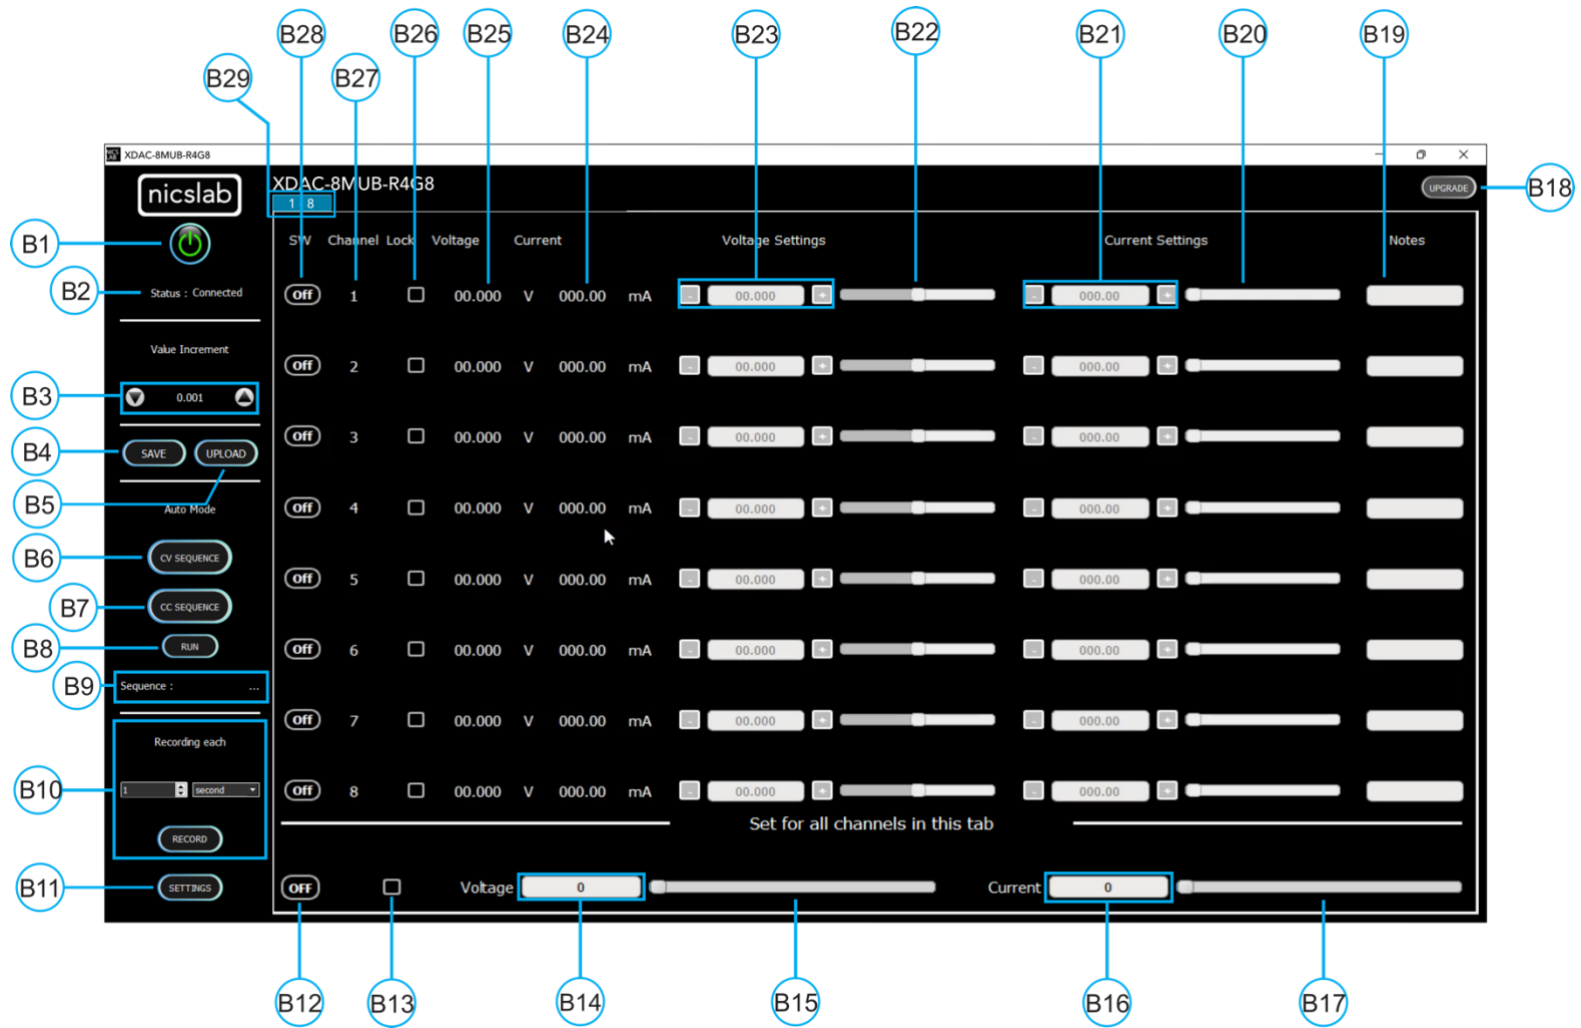 B28 B26 B25 B24 B23 B22 B21 B20 B19
B29 B27
NICS LAB XDAC-8MUB-R4G8
nicslab XDAC-8MUB-R4G8 UPGRADE B18
1 - 8
B1 SW Channel Lock Voltage Current Voltage Settings Current Settings Notes
B2 Status : Connected Off 1 00.000 V 000.00 mA - 00.000 + - 000.00 +
Value Increment
Off 2 00.000 V 000.00 mA - 00.000 + - 000.00 +
B3 0.001
Off 3 00.000 V 000.00 mA - 00.000 + - 000.00 +
B4 SAVE UPLOAD
B5 Auto Mode Off 4 00.000 V 000.00 mA - 00.000 + - 000.00 +
B6 CV SEQUENCE
Off 5 00.000 V 000.00 mA - 00.000 + - 000.00 +
B7 CC SEQUENCE
B8 RUN Off 6 00.000 V 000.00 mA - 00.000 + - 000.00 +
B9 Sequence : ...
Off 7 00.000 V 000.00 mA - 00.000 + - 000.00 +
Recording each
B10 1 second Off 8 00.000 V 000.00 mA - 00.000 + - 000.00 +
Set for all channels in this tab
RECORD
B11 SETTINGS OFF Voltage 0 Current 0
B12 B13 B14 B15 B16 B17